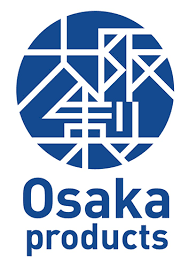 大阪
製
Osaka
products